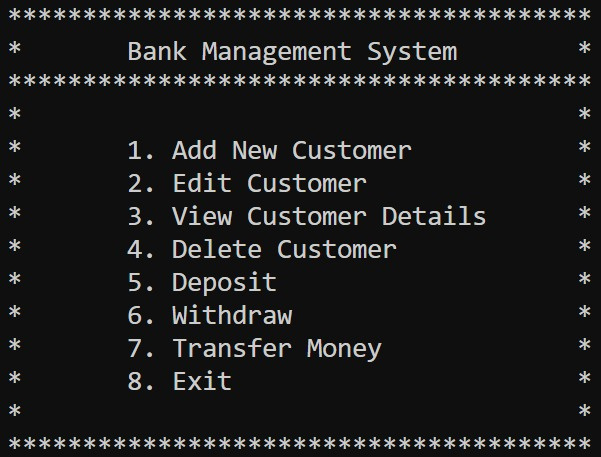 ***************************************
*       Bank Management System        *
***************************************
*                                     *
*       1. Add New Customer           *
*       2. Edit Customer              *
*       3. View Customer Details      *
*       4. Delete Customer            *
*       5. Deposit                    *
*       6. Withdraw                   *
*       7. Transfer Money             *
*       8. Exit                       *
*                                     *
***************************************